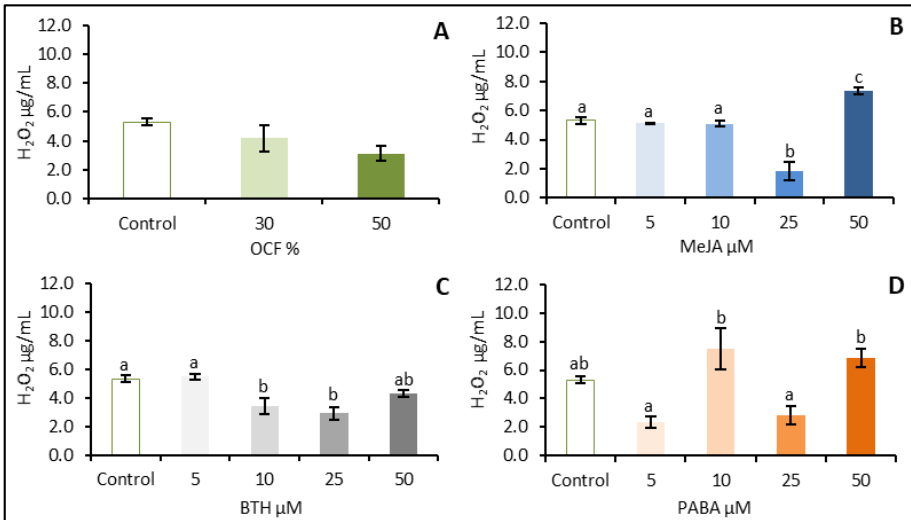 A
H₂O₂ µg/mL
12.0
10.0
8.0
6.0
4.0
2.0
0.0
Control 30 50
OCF %
B
H₂O₂ µg/mL
12.0
10.0
8.0
6.0
4.0
2.0
0.0
a a a b c
Control 5 10 25 50
MeJA µM
C
H₂O₂ µg/mL
12.0
10.0
8.0
6.0
4.0
2.0
0.0
a a b b ab
Control 5 10 25 50
BTH µM
D
H₂O₂ µg/mL
12.0
10.0
8.0
6.0
4.0
2.0
0.0
ab a b a b
Control 5 10 25 50
PABA µM